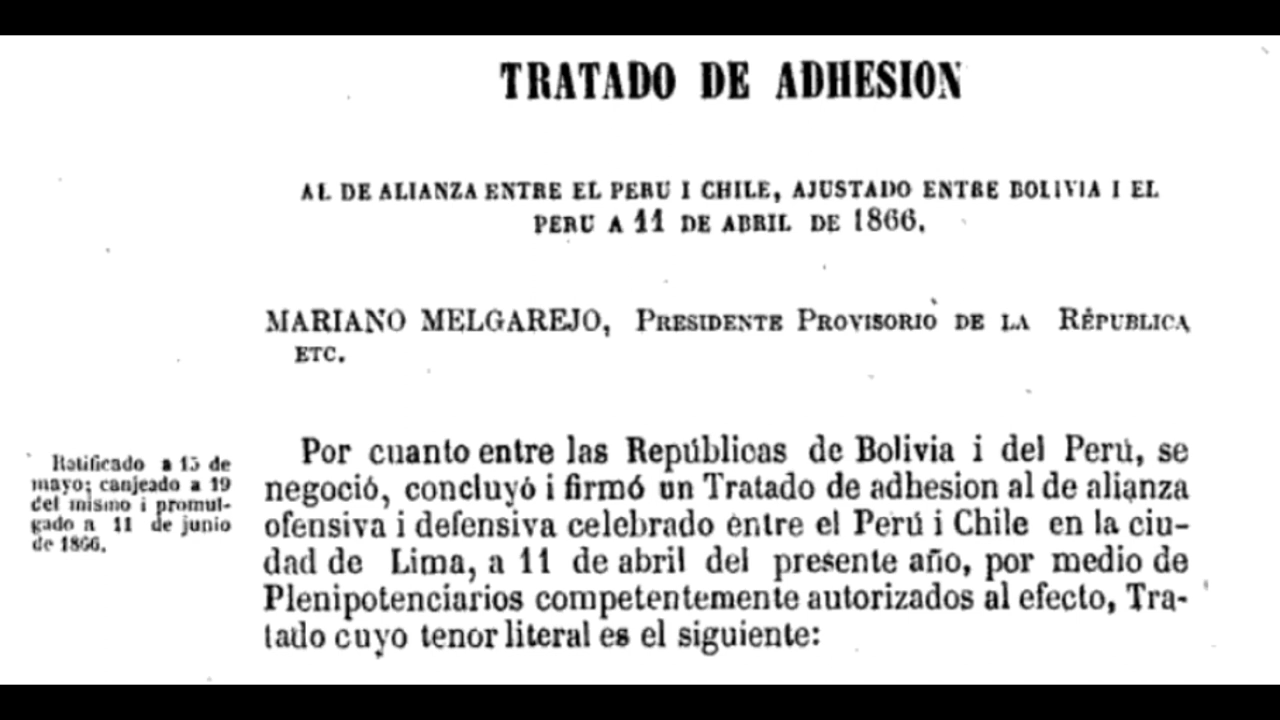 TRATADO DE ADHESION
AL DE ALIANZA ENTRE EL PERU I CHILE, AJUSTADO ENTRE BOLIVIA I EL
PERU A 11 DE ABRIL DE 1866.
MARIANO MELGAREJO, PRESIDENTE PROVISORIO DE LA RÉPUBLICA
ETC.
Ratificado a 15 de
mayo; canjeado a 19
del mismo i promul-
gado a 11 de junio
de 1866.
Por cuanto entre las Repúblicas de Bolivia i del Perú, se
negoció, concluyó i firmó un Tratado de adhesion al de alianza
ofensiva i defensiva celebrado entre el Perú i Chile en la ciu-
dad de Lima, a 11 de abril del presente año, por medio de
Plenipotenciarios competentemente autorizados al efecto, Tra-
tado cuyo tenor literal es el siguiente: